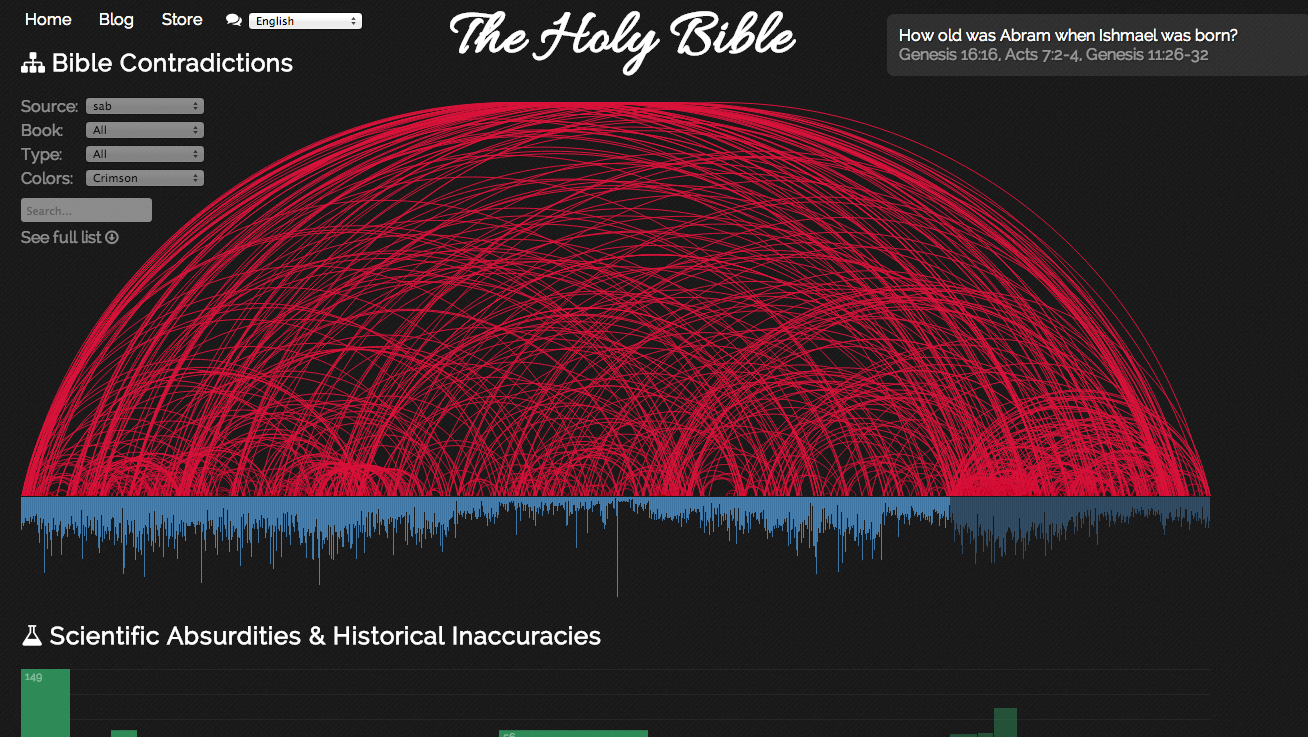 Home Blog Store English
The Holy Bible
How old was Abram when Ishmael was born?
Genesis 16:16, Acts 7:2-4, Genesis 11:26-32
Bible Contradictions
Source: sab
Book: All
Type: All
Colors: Crimson
Search...
See full list
Scientific Absurdities & Historical Inaccuracies
149
56